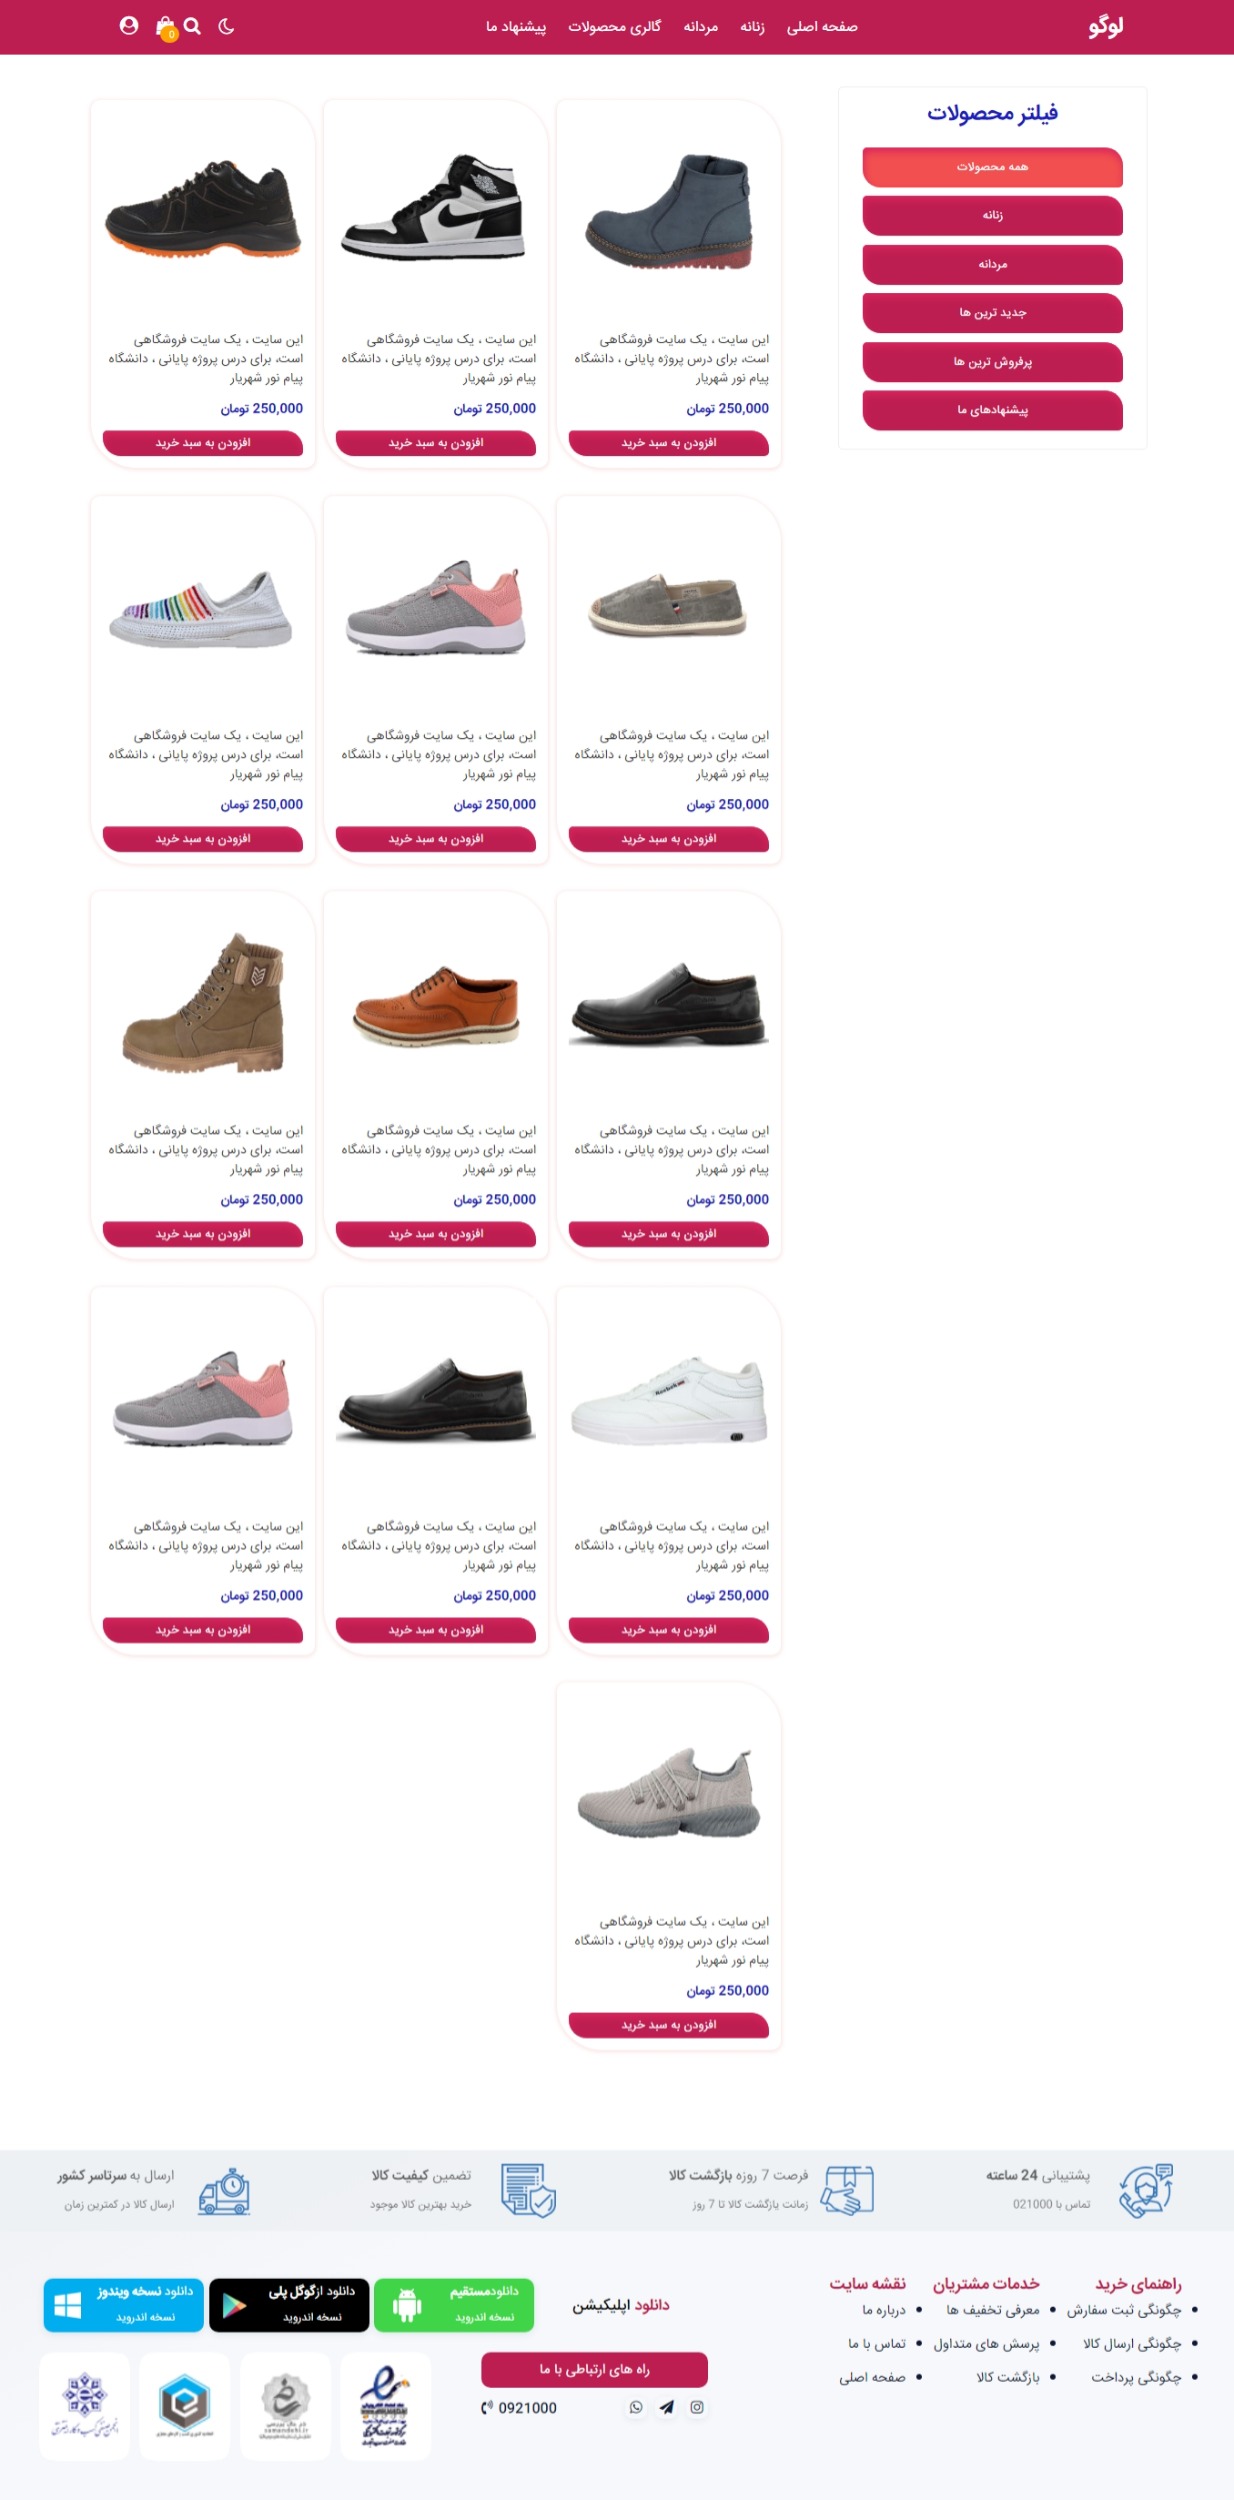 لوگو
صفحه اصلی
زنانه
مردانه
گالری محصولات
پیشنهاد ما
0
فیلتر محصولات
همه محصولات
زنانه
مردانه
جدید ترین ها
پرفروش ترین ها
پیشنهادهای ما
این سایت ، یک سایت فروشگاهی
است، برای درس پروژه پایانی ، دانشگاه
پیام نور شهریار
250,000 تومان
افزودن به سبد خرید
این سایت ، یک سایت فروشگاهی
است، برای درس پروژه پایانی ، دانشگاه
پیام نور شهریار
250,000 تومان
افزودن به سبد خرید
این سایت ، یک سایت فروشگاهی
است، برای درس پروژه پایانی ، دانشگاه
پیام نور شهریار
250,000 تومان
افزودن به سبد خرید
این سایت ، یک سایت فروشگاهی
است، برای درس پروژه پایانی ، دانشگاه
پیام نور شهریار
250,000 تومان
افزودن به سبد خرید
این سایت ، یک سایت فروشگاهی
است، برای درس پروژه پایانی ، دانشگاه
پیام نور شهریار
250,000 تومان
افزودن به سبد خرید
این سایت ، یک سایت فروشگاهی
است، برای درس پروژه پایانی ، دانشگاه
پیام نور شهریار
250,000 تومان
افزودن به سبد خرید
این سایت ، یک سایت فروشگاهی
است، برای درس پروژه پایانی ، دانشگاه
پیام نور شهریار
250,000 تومان
افزودن به سبد خرید
این سایت ، یک سایت فروشگاهی
است، برای درس پروژه پایانی ، دانشگاه
پیام نور شهریار
250,000 تومان
افزودن به سبد خرید
این سایت ، یک سایت فروشگاهی
است، برای درس پروژه پایانی ، دانشگاه
پیام نور شهریار
250,000 تومان
افزودن به سبد خرید
Reebok
این سایت ، یک سایت فروشگاهی
است، برای درس پروژه پایانی ، دانشگاه
پیام نور شهریار
250,000 تومان
افزودن به سبد خرید
این سایت ، یک سایت فروشگاهی
است، برای درس پروژه پایانی ، دانشگاه
پیام نور شهریار
250,000 تومان
افزودن به سبد خرید
این سایت ، یک سایت فروشگاهی
است، برای درس پروژه پایانی ، دانشگاه
پیام نور شهریار
250,000 تومان
افزودن به سبد خرید
این سایت ، یک سایت فروشگاهی
است، برای درس پروژه پایانی ، دانشگاه
پیام نور شهریار
250,000 تومان
افزودن به سبد خرید
پشتیبانی 24 ساعته
تماس با 021000
فرصت 7 روزه بازگشت کالا
زمانت بازگشت کالا تا 7 روز
تضمین کیفیت کالا
خرید بهترین کالا موجود
ارسال به سرتاسر کشور
ارسال کالا در کمترین زمان
راهنمای خرید
چگونگی ثبت سفارش
چگونگی ارسال کالا
چگونگی پرداخت
خدمات مشتریان
معرفی تخفیف ها
پرسش های متداول
بازگشت کالا
نقشه سایت
درباره ما
تماس با ما
صفحه اصلی
دانلود اپلیکیشن
دانلودمستقیم
نسخه اندروید
دانلود ازگوگل پلی
نسخه اندروید
دانلود نسخه ویندوز
نسخه اندروید
راه های ارتباطی با ما
0921000
samandehi.ir